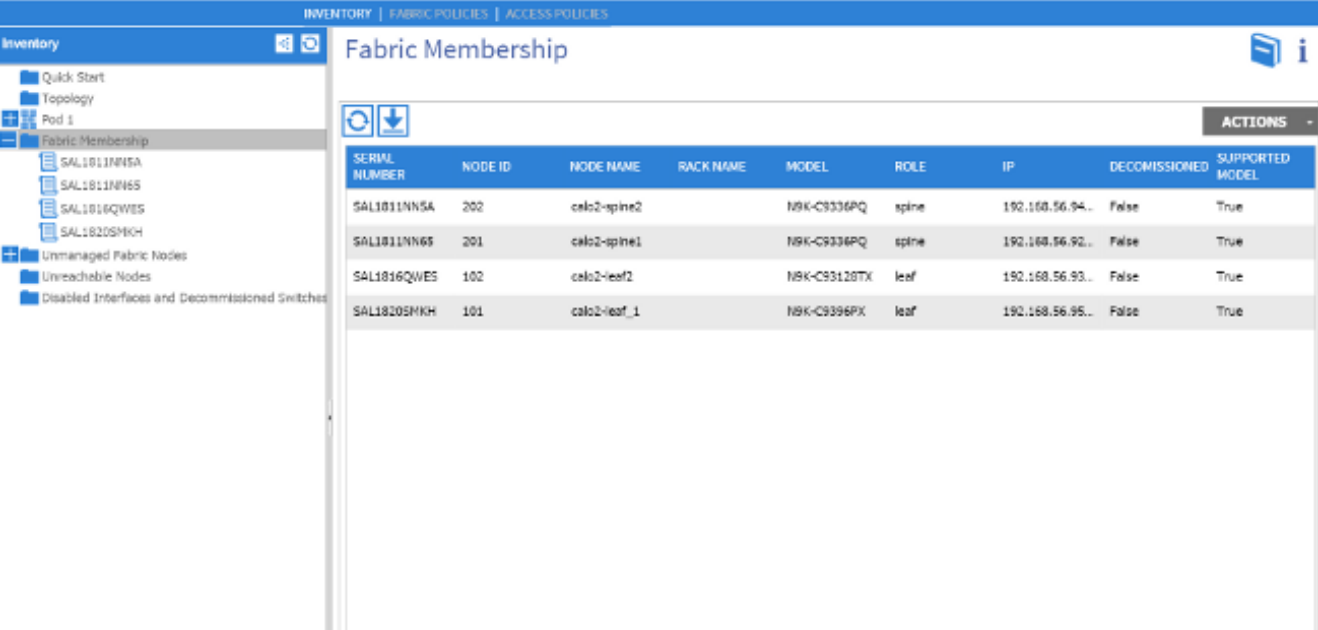 INVENTORY | FABRIC POLICIES | ACCESS POLICIES
Inventory
Quick Start
Topology
Pod 1
Fabric Membership
SAL1811NN5A
SAL1811NN65
SAL1816QWES
SAL1820SMKH
Unmanaged Fabric Nodes
Unreachable Nodes
Disabled Interfaces and Decommissioned Switches
Fabric Membership
i
ACTIONS
SERIAL NUMBER NODE ID NODE NAME RACK NAME MODEL ROLE IP DECOMISSIONED SUPPORTED MODEL
SAL1811NN5A 202 calo2-spine2 N9K-C9336PQ spine 192.168.56.94... False True
SAL1811NN65 201 calo2-spine1 N9K-C9336PQ spine 192.168.56.92... False True
SAL1816QWES 102 calo2-leaf2 N9K-C93128TX leaf 192.168.56.93... False True
SAL1820SMKH 101 calo2-leaf_1 N9K-C9396PX leaf 192.168.56.95... False True